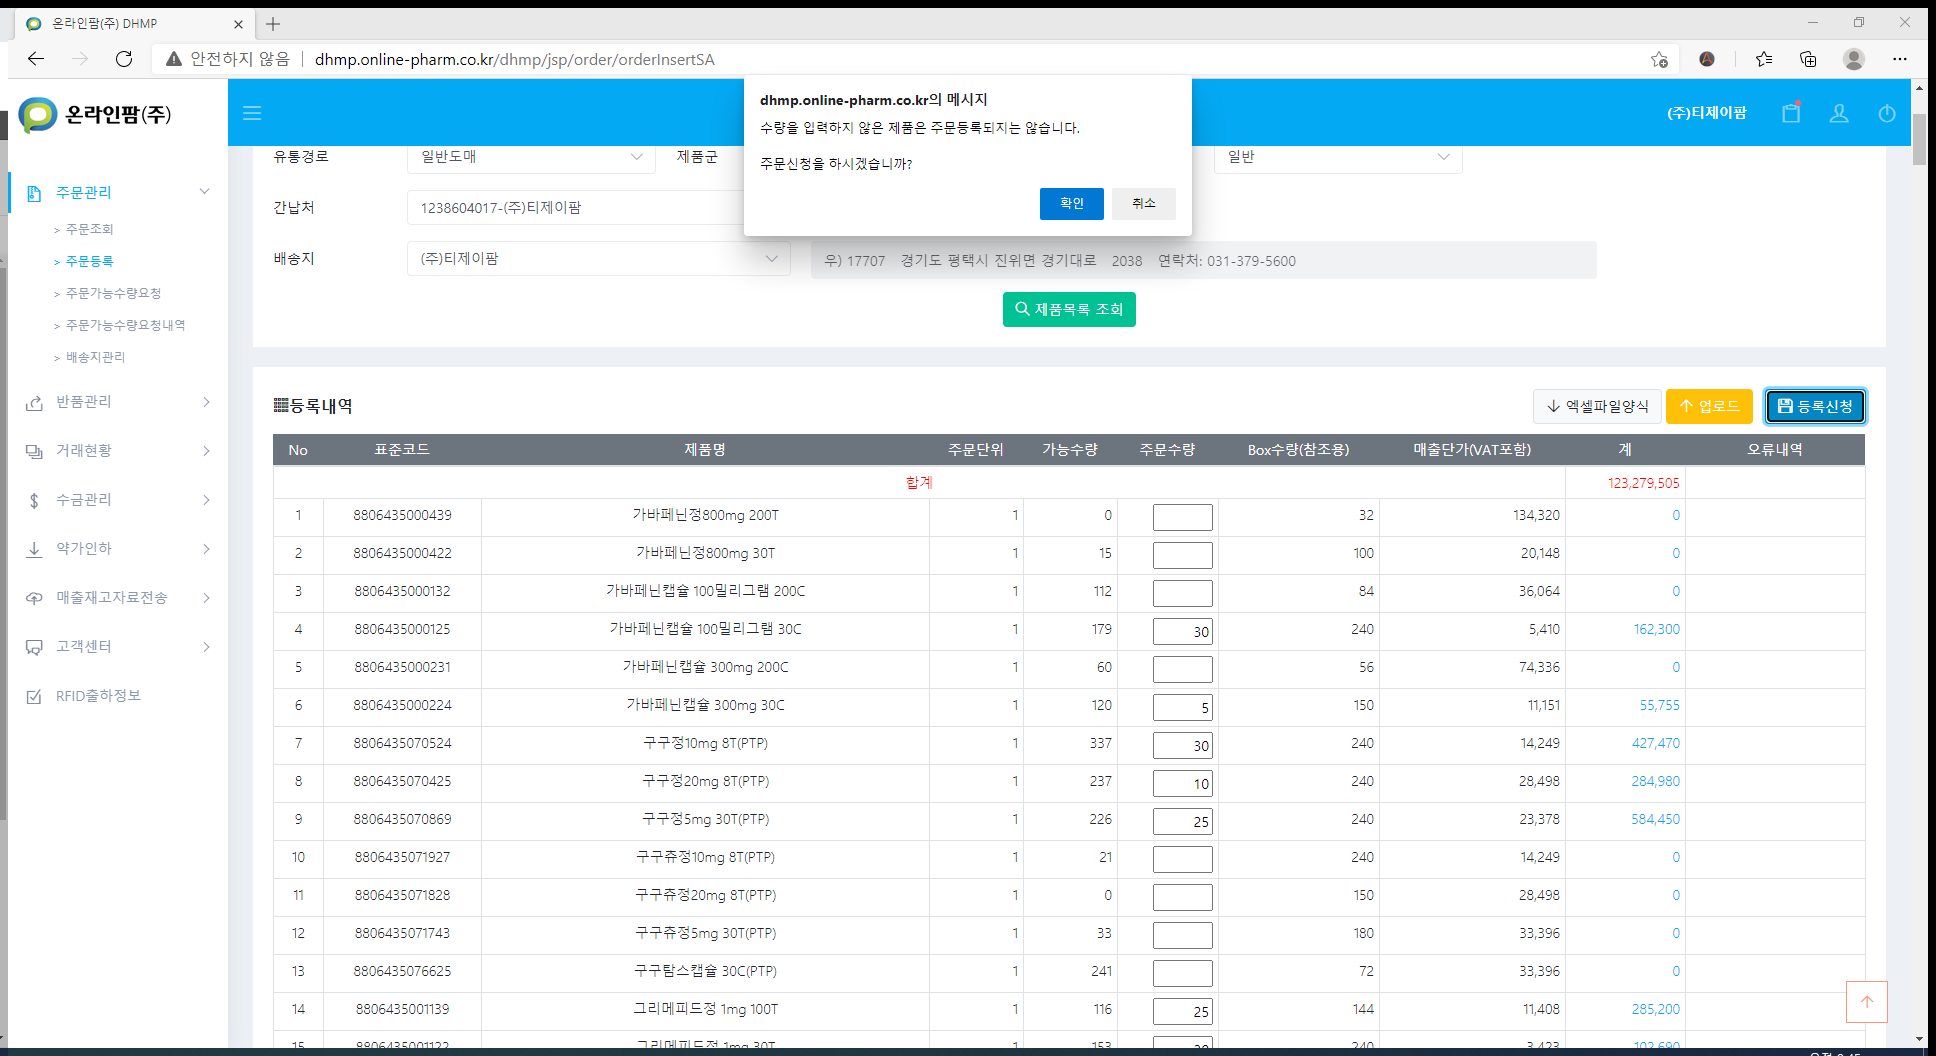 온라인팜(주) DHMP
안전하지 않음 dhmp.online-pharm.co.kr/dhmp/jsp/order/orderInsertSA
dhmp.online-pharm.co.kr의 메시지
수량을 입력하지 않은 제품은 주문등록되지는 않습니다.
주문신청을 하시겠습니까?
확인 취소
온라인팜(주)
(주)티제이팜
주문관리
> 주문조회
> 주문등록
> 주문가능수량요청
> 주문가능수량요청내역
> 배송지관리
반품관리
거래현황
수금관리
약가인하
매출재고자료전송
고객센터
RFID출하정보
유통경로 일반도매 제품군 일반
간납처 1238604017-(주)티제이팜
배송지 (주)티제이팜 우) 17707 경기도 평택시 진위면 경기대로 2038 연락처: 031-379-5600
제품목록 조회
등록내역 엑셀파일양식 업로드 등록신청
No 표준코드 제품명 주문단위 가능수량 주문수량 Box수량(참조용) 매출단가(VAT포함) 계 오류내역
합계 123,279,505
1 8806435000439 가바페닌정800mg 200T 1 0 32 134,320 0
2 8806435000422 가바페닌정800mg 30T 1 15 100 20,148 0
3 8806435000132 가바페닌캡슐 100밀리그램 200C 1 112 84 36,064 0
4 8806435000125 가바페닌캡슐 100밀리그램 30C 1 179 30 240 5,410 162,300
5 8806435000231 가바페닌캡슐 300mg 200C 1 60 56 74,336 0
6 8806435000224 가바페닌캡슐 300mg 30C 1 120 5 150 11,151 55,755
7 8806435070524 구구정10mg 8T(PTP) 1 337 30 240 14,249 427,470
8 8806435070425 구구정20mg 8T(PTP) 1 237 10 240 28,498 284,980
9 8806435070869 구구정5mg 30T(PTP) 1 226 25 240 23,378 584,450
10 8806435071927 구구츄정10mg 8T(PTP) 1 21 240 14,249 0
11 8806435071828 구구츄정20mg 8T(PTP) 1 0 150 28,498 0
12 8806435071743 구구츄정5mg 30T(PTP) 1 33 180 33,396 0
13 8806435076625 구구탐스캡슐 30C(PTP) 1 241 72 33,396 0
14 8806435001139 그리메피드정 1mg 100T 1 116 25 144 11,408 285,200
15 8806435001122 그리메피드정 1mg 30T 1 153 240 3,423 102,690